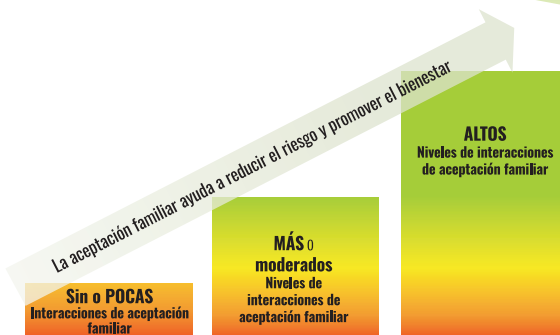 La aceptación familiar ayuda a reducir el riesgo y promover el bienestar
Sin o POCAS
Interacciones de aceptación
familiar
MÁS o
moderados
Niveles de
interacciones de
aceptación familiar
ALTOS
Niveles de interacciones
de aceptación familiar